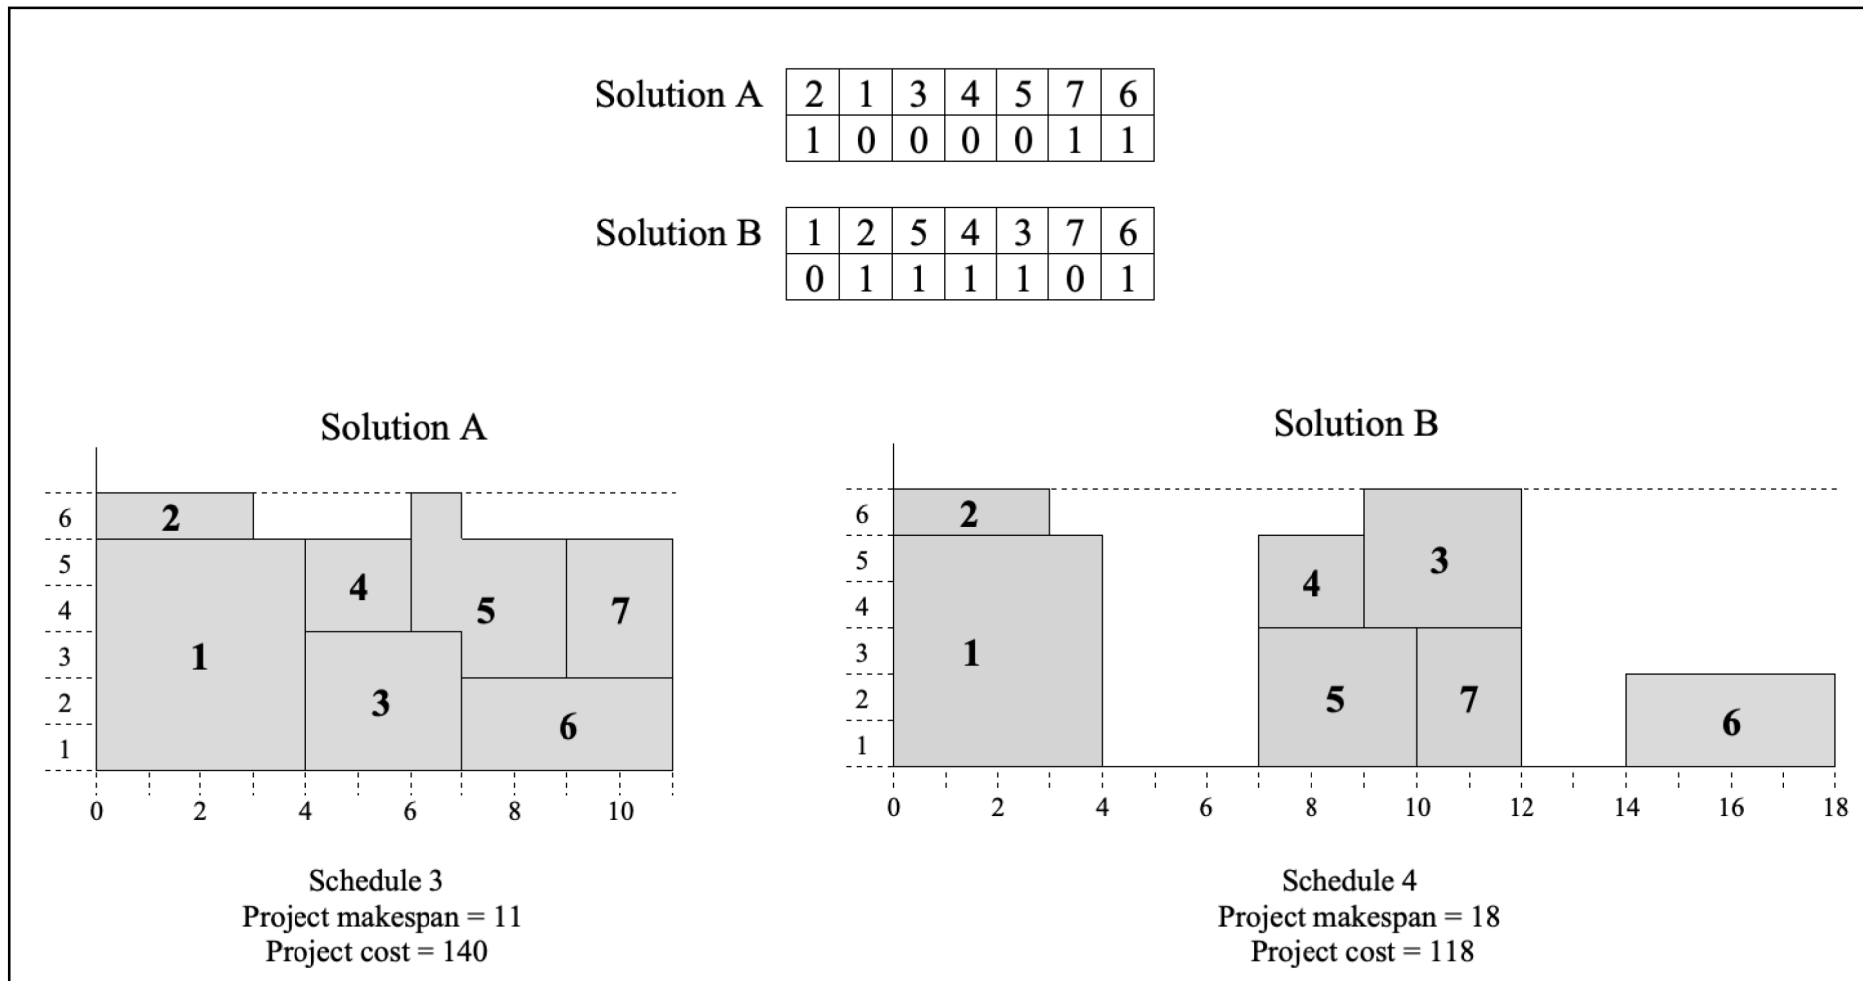 Solution A 2 1 3 4 5 7 6
1 0 0 0 0 1 1
Solution B 1 2 5 4 3 7 6
0 1 1 1 1 0 1
Solution A
6
5
4
3
2
1
2
1
4
3
5
7
6
0 2 4 6 8 10
Schedule 3
Project makespan = 11
Project cost = 140
Solution B
6
5
4
3
2
1
2
1
4
3
5
7
6
0 2 4 6 8 10 12 14 16 18
Schedule 4
Project makespan = 18
Project cost = 118